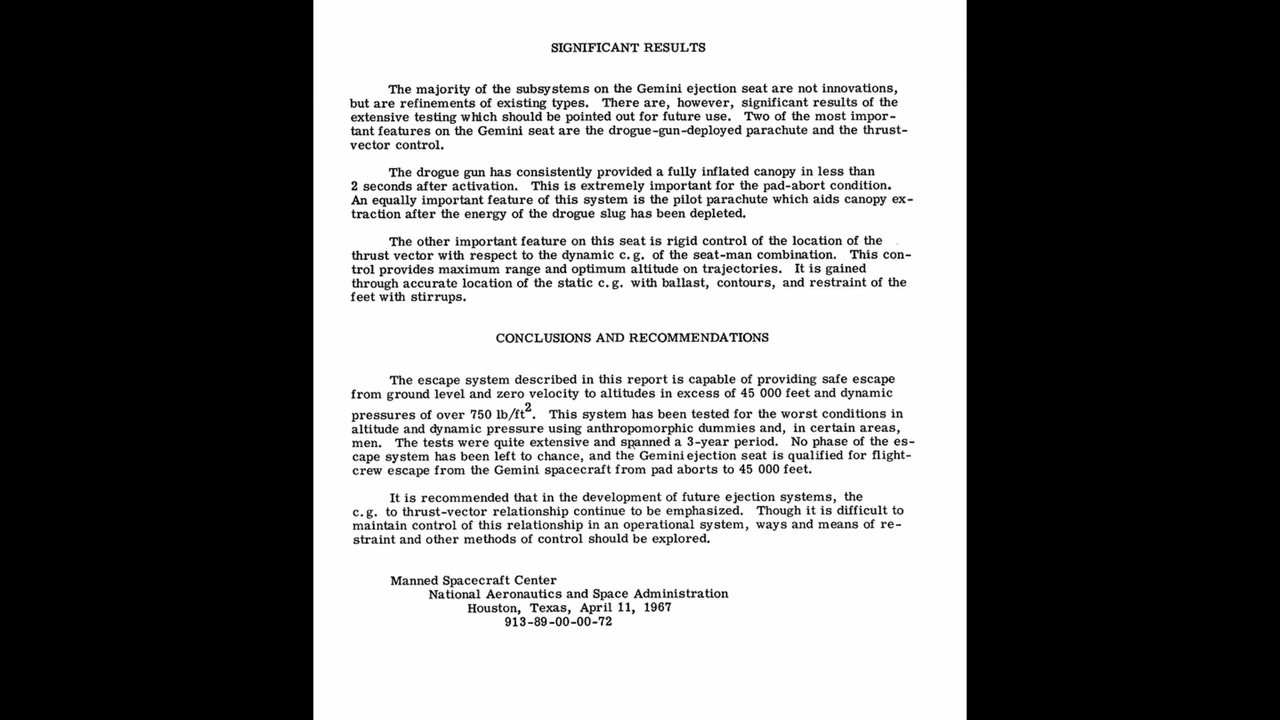 SIGNIFICANT RESULTS
The majority of the subsystems on the Gemini ejection seat are not innovations,
but are refinements of existing types. There are, however, significant results of the
extensive testing which should be pointed out for future use. Two of the most impor-
tant features on the Gemini seat are the drogue-gun-deployed parachute and the thrust-
vector control.
The drogue gun has consistently provided a fully inflated canopy in less than
2 seconds after activation. This is extremely important for the pad-abort condition.
An equally important feature of this system is the pilot parachute which aids canopy ex-
traction after the energy of the drogue slug has been depleted.
The other important feature on this seat is rigid control of the location of the
thrust vector with respect to the dynamic c.g. of the seat-man combination. This con-
trol provides maximum range and optimum altitude on trajectories. It is gained
through accurate location of the static c.g. with ballast, contours, and restraint of the
feet with stirrups.
CONCLUSIONS AND RECOMMENDATIONS
The escape system described in this report is capable of providing safe escape
from ground level and zero velocity to altitudes in excess of 45 000 feet and dynamic
pressures of over 750 lb/ft². This system has been tested for the worst conditions in
altitude and dynamic pressure using anthropomorphic dummies and, in certain areas,
men. The tests were quite extensive and spanned a 3-year period. No phase of the es-
cape system has been left to chance, and the Gemini ejection seat is qualified for flight-
crew escape from the Gemini spacecraft from pad aborts to 45 000 feet.
It is recommended that in the development of future ejection systems, the
c.g. to thrust-vector relationship continue to be emphasized. Though it is difficult to
maintain control of this relationship in an operational system, ways and means of re-
straint and other methods of control should be explored.
Manned Spacecraft Center
National Aeronautics and Space Administration
Houston, Texas, April 11, 1967
913-89-00-00-72